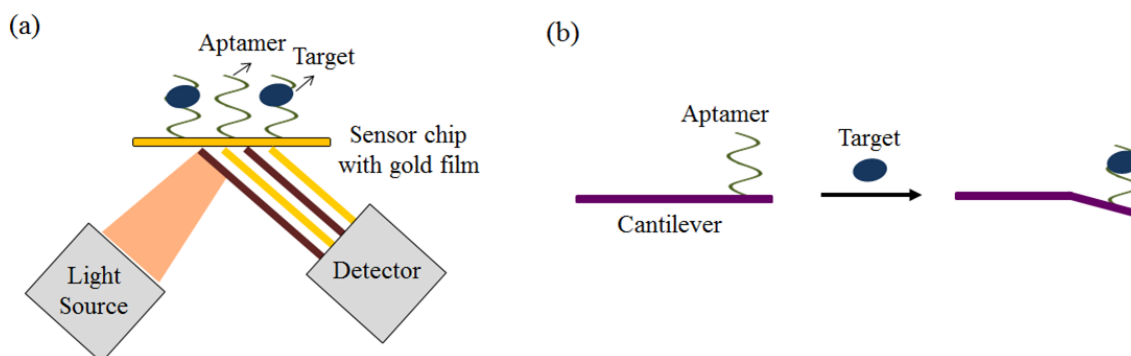 (a)
Aptamer
Target
Sensor chip
with gold film
Light
Source
Detector
(b)
Aptamer
Target
Cantilever